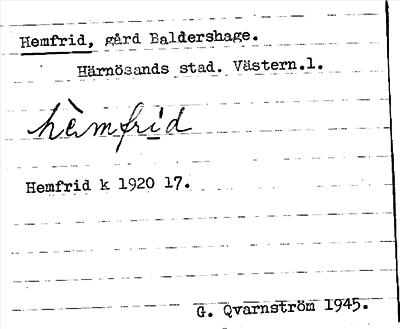 Hemfrid, gård Baldershage.
Härnösands stad. Västern.l.
hèmfrid
Hemfrid k 1920 17.
G. Qvarnström 1945.